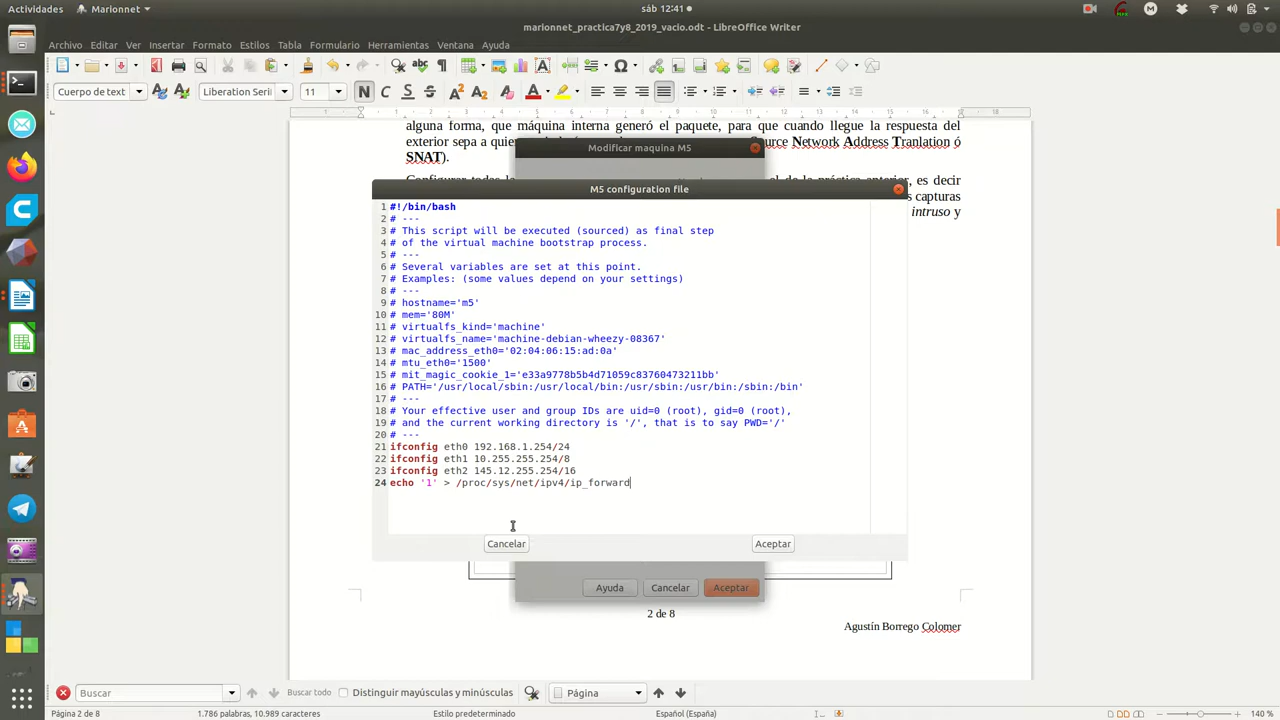 Actividades
Marionnet
sáb 12:41
marionnet_practica7y8_2019_vacio.odt - LibreOffice Writer
Archivo Editar Ver Insertar Formato Estilos Tabla Formulario Herramientas Ventana Ayuda
Cuerpo de text
Liberation Seri
11
alguna forma, que máquina interna generó el paquete, para que cuando llegue la respuesta del
exterior sepa a quien
ource Network Address Tranlation ó
SNAT).
Modificar maquina M5
es decir
M5 configuration file
s capturas
intruso y
1 #!/bin/bash
2 # ---
3 # This script will be executed (sourced) as final step
4 # of the virtual machine bootstrap process.
5 # ---
6 # Several variables are set at this point.
7 # Examples: (some values depend on your settings)
8 # ---
9 # hostname='m5'
10 # mem='80M'
11 # virtualfs_kind='machine'
12 # virtualfs_name='machine-debian-wheezy-08367'
13 # mac_address_eth0='02:04:06:15:ad:0a'
14 # mtu_eth0='1500'
15 # mit_magic_cookie_1='e33a9778b5b4d71059c83760473211bb'
16 # PATH='/usr/local/sbin:/usr/local/bin:/usr/sbin:/usr/bin:/sbin:/bin'
17 # ---
18 # Your effective user and group IDs are uid=0 (root), gid=0 (root),
19 # and the current working directory is '/', that is to say PWD='/'
20 # ---
21 ifconfig eth0 192.168.1.254/24
22 ifconfig eth1 10.255.255.254/8
23 ifconfig eth2 145.12.255.254/16
24 echo '1' > /proc/sys/net/ipv4/ip_forward
Cancelar
Aceptar
Ayuda
Cancelar
Aceptar
2 de 8
Agustín Borrego Colomer
Buscar
Buscar todo
Distinguir mayúsculas y minúsculas
Página
Página 2 de 8
1.786 palabras, 10.989 caracteres
Estilo predeterminado
Español (España)
140 %